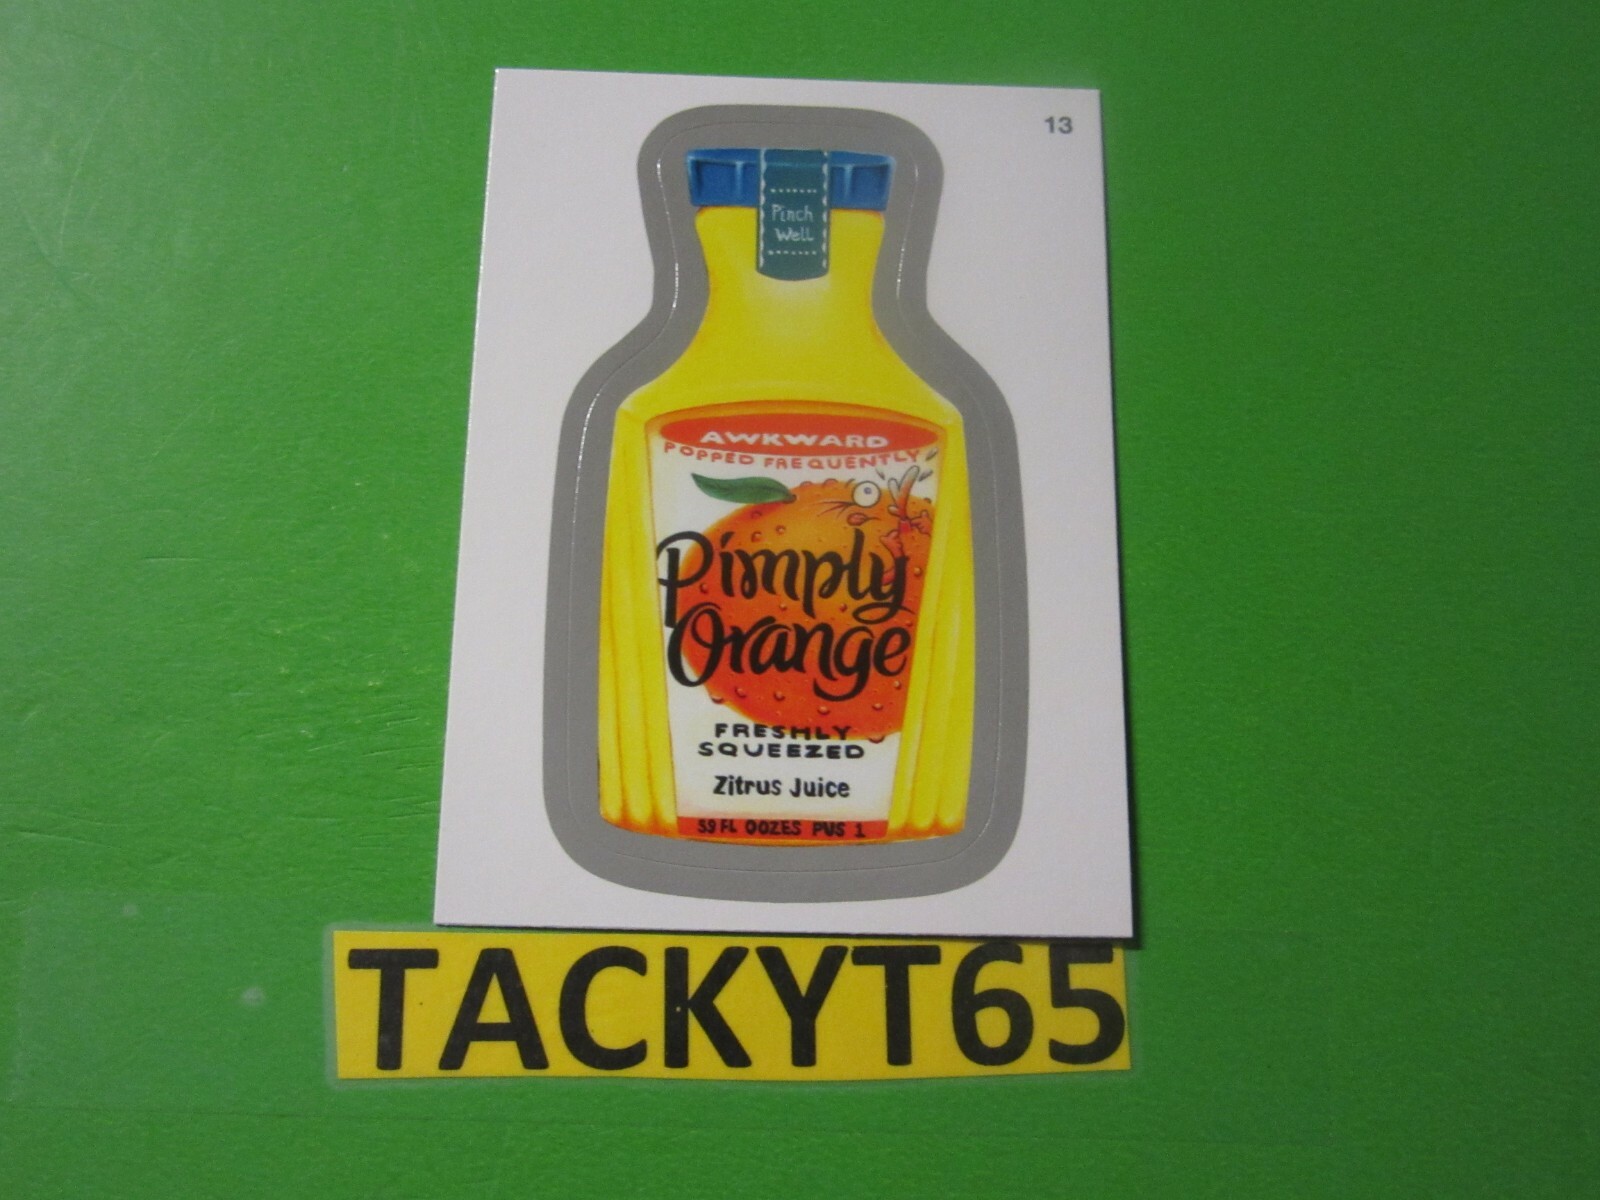 13
Pinch
Well
AWKWARD
POPPED FREQUENTLY
Pimply
Orange
FRESHLY
SQUEEZED
Zitrus Juice
59 FL OOZES PUS 1
TACKYT65